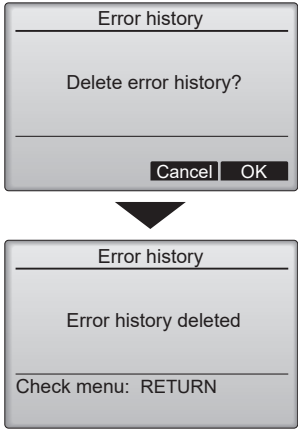 Error history
Delete error history?
Cancel OK
Error history
Error history deleted
Check menu: RETURN